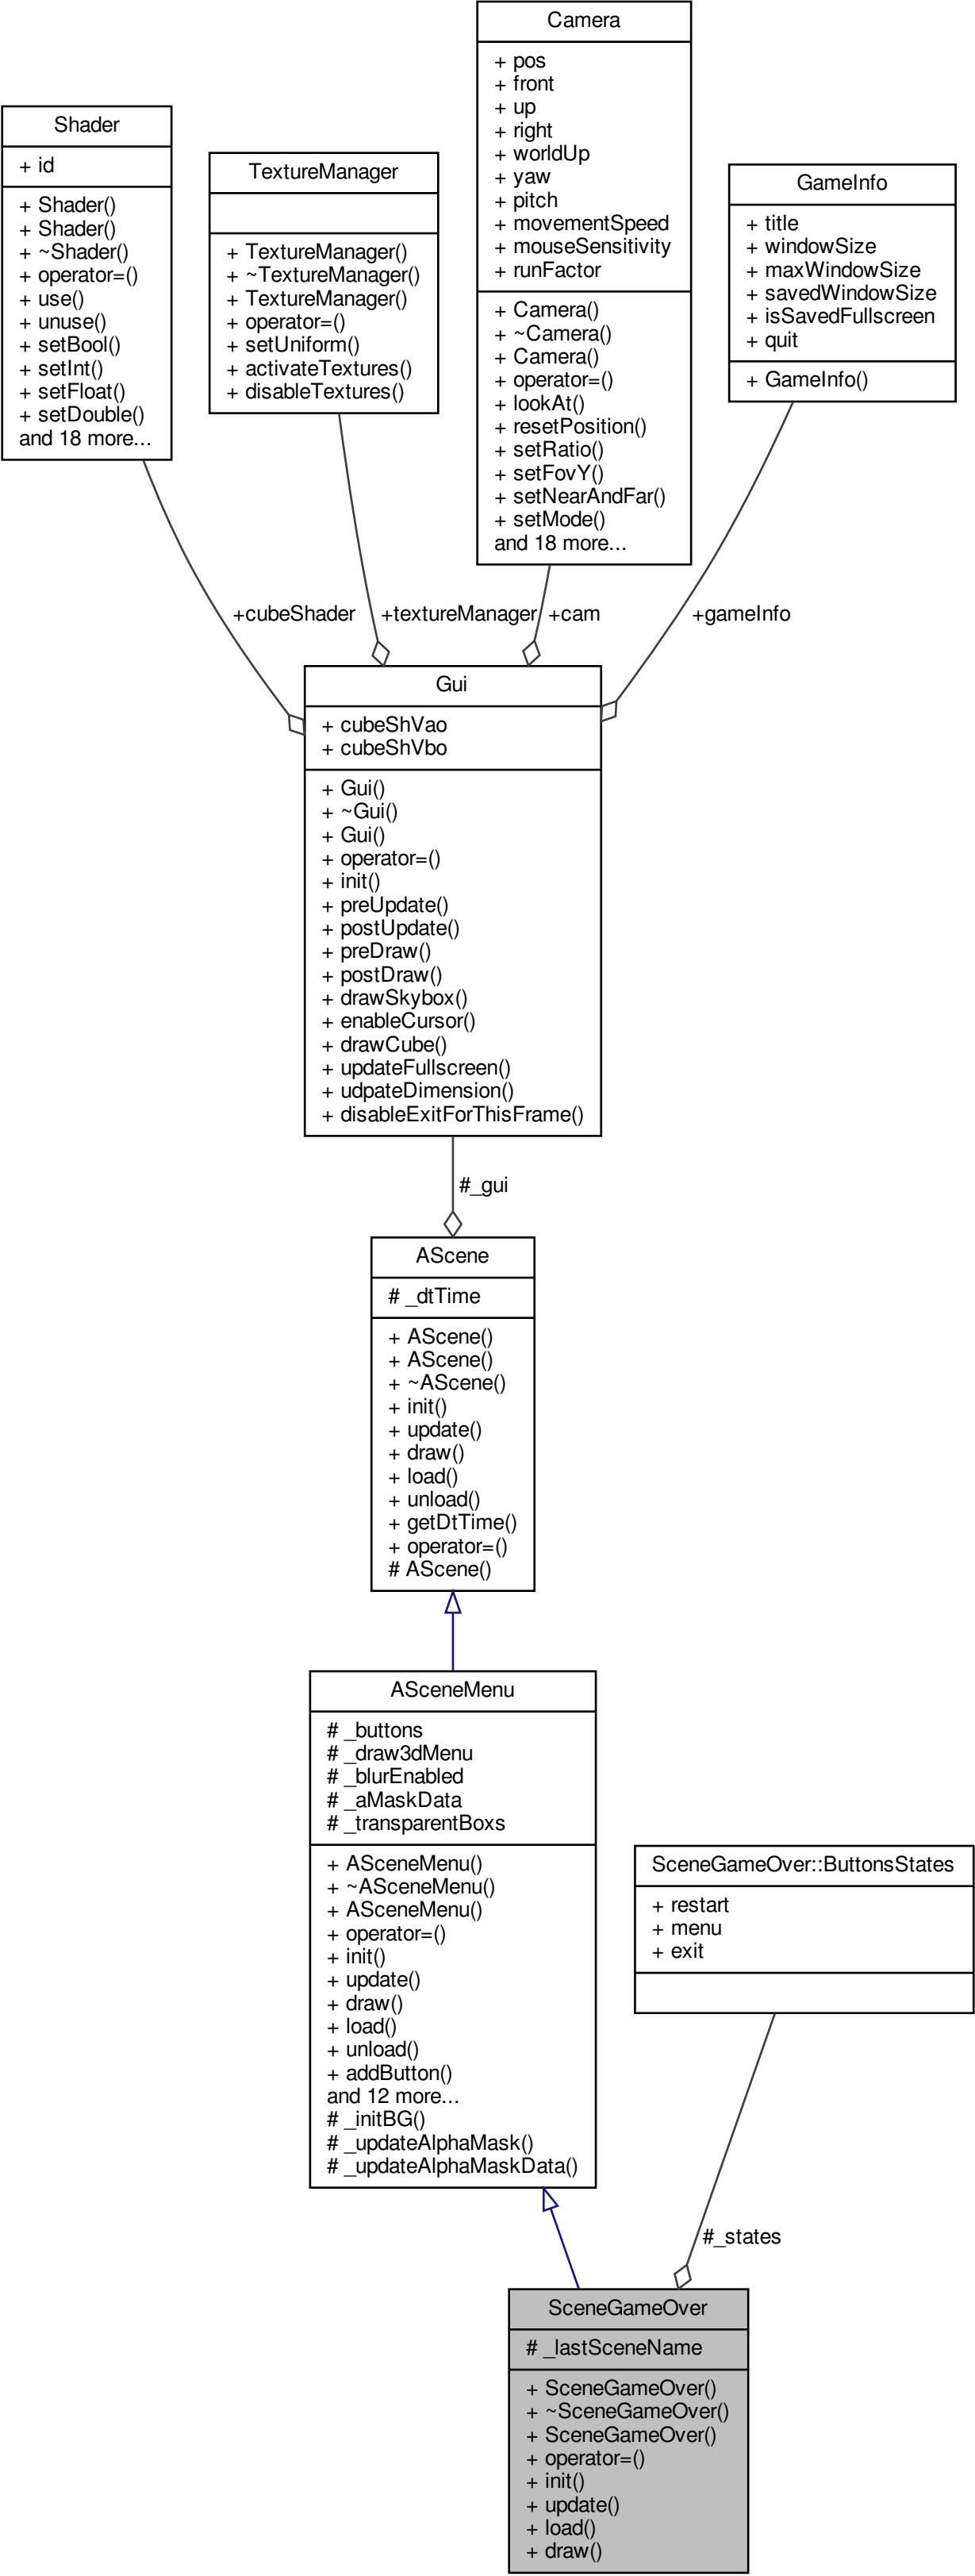 Camera
+ pos
+ front
+ up
+ right
+ worldUp
+ yaw
+ pitch
+ movementSpeed
+ mouseSensitivity
+ runFactor
+ Camera()
+ ~Camera()
+ Camera()
+ operator=()
+ lookAt()
+ resetPosition()
+ setRatio()
+ setFovY()
+ setNearAndFar()
+ setMode()
and 18 more...
Shader
+ id
+ Shader()
+ Shader()
+ ~Shader()
+ operator=()
+ use()
+ unuse()
+ setBool()
+ setInt()
+ setFloat()
+ setDouble()
and 18 more...
TextureManager
+ TextureManager()
+ ~TextureManager()
+ TextureManager()
+ operator=()
+ setUniform()
+ activateTextures()
+ disableTextures()
GameInfo
+ title
+ windowSize
+ maxWindowSize
+ savedWindowSize
+ isSavedFullscreen
+ quit
+ GameInfo()
+cubeShader
+textureManager
+cam
+gameInfo
Gui
+ cubeShVao
+ cubeShVbo
+ Gui()
+ ~Gui()
+ Gui()
+ operator=()
+ init()
+ preUpdate()
+ postUpdate()
+ preDraw()
+ postDraw()
+ drawSkybox()
+ enableCursor()
+ drawCube()
+ updateFullscreen()
+ udpateDimension()
+ disableExitForThisFrame()
#_gui
AScene
# _dtTime
+ AScene()
+ AScene()
+ ~AScene()
+ init()
+ update()
+ draw()
+ load()
+ unload()
+ getDtTime()
+ operator=()
# AScene()
ASceneMenu
# _buttons
# _draw3dMenu
# _blurEnabled
# _aMaskData
# _transparentBoxs
+ ASceneMenu()
+ ~ASceneMenu()
+ ASceneMenu()
+ operator=()
+ init()
+ update()
+ draw()
+ load()
+ unload()
+ addButton()
and 12 more...
# _initBG()
# _updateAlphaMask()
# _updateAlphaMaskData()
SceneGameOver::ButtonsStates
+ restart
+ menu
+ exit
#_states
SceneGameOver
# _lastSceneName
+ SceneGameOver()
+ ~SceneGameOver()
+ SceneGameOver()
+ operator=()
+ init()
+ update()
+ load()
+ draw()